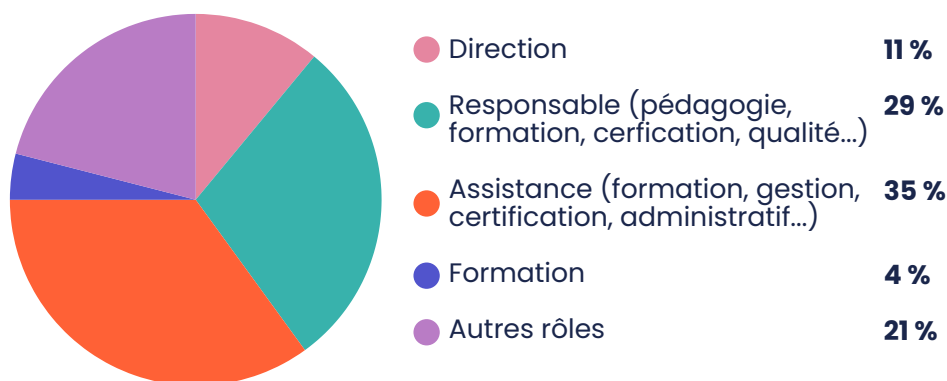 Direction 11 %
Responsable (pédagogie, 29 %
formation, cerfication, qualité...)
Assistance (formation, gestion, 35 %
certification, administratif...)
Formation 4 %
Autres rôles 21 %